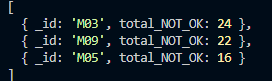 [
  { _id: 'M03', total_NOT_OK: 24 },
  { _id: 'M09', total_NOT_OK: 22 },
  { _id: 'M05', total_NOT_OK: 16 }
]